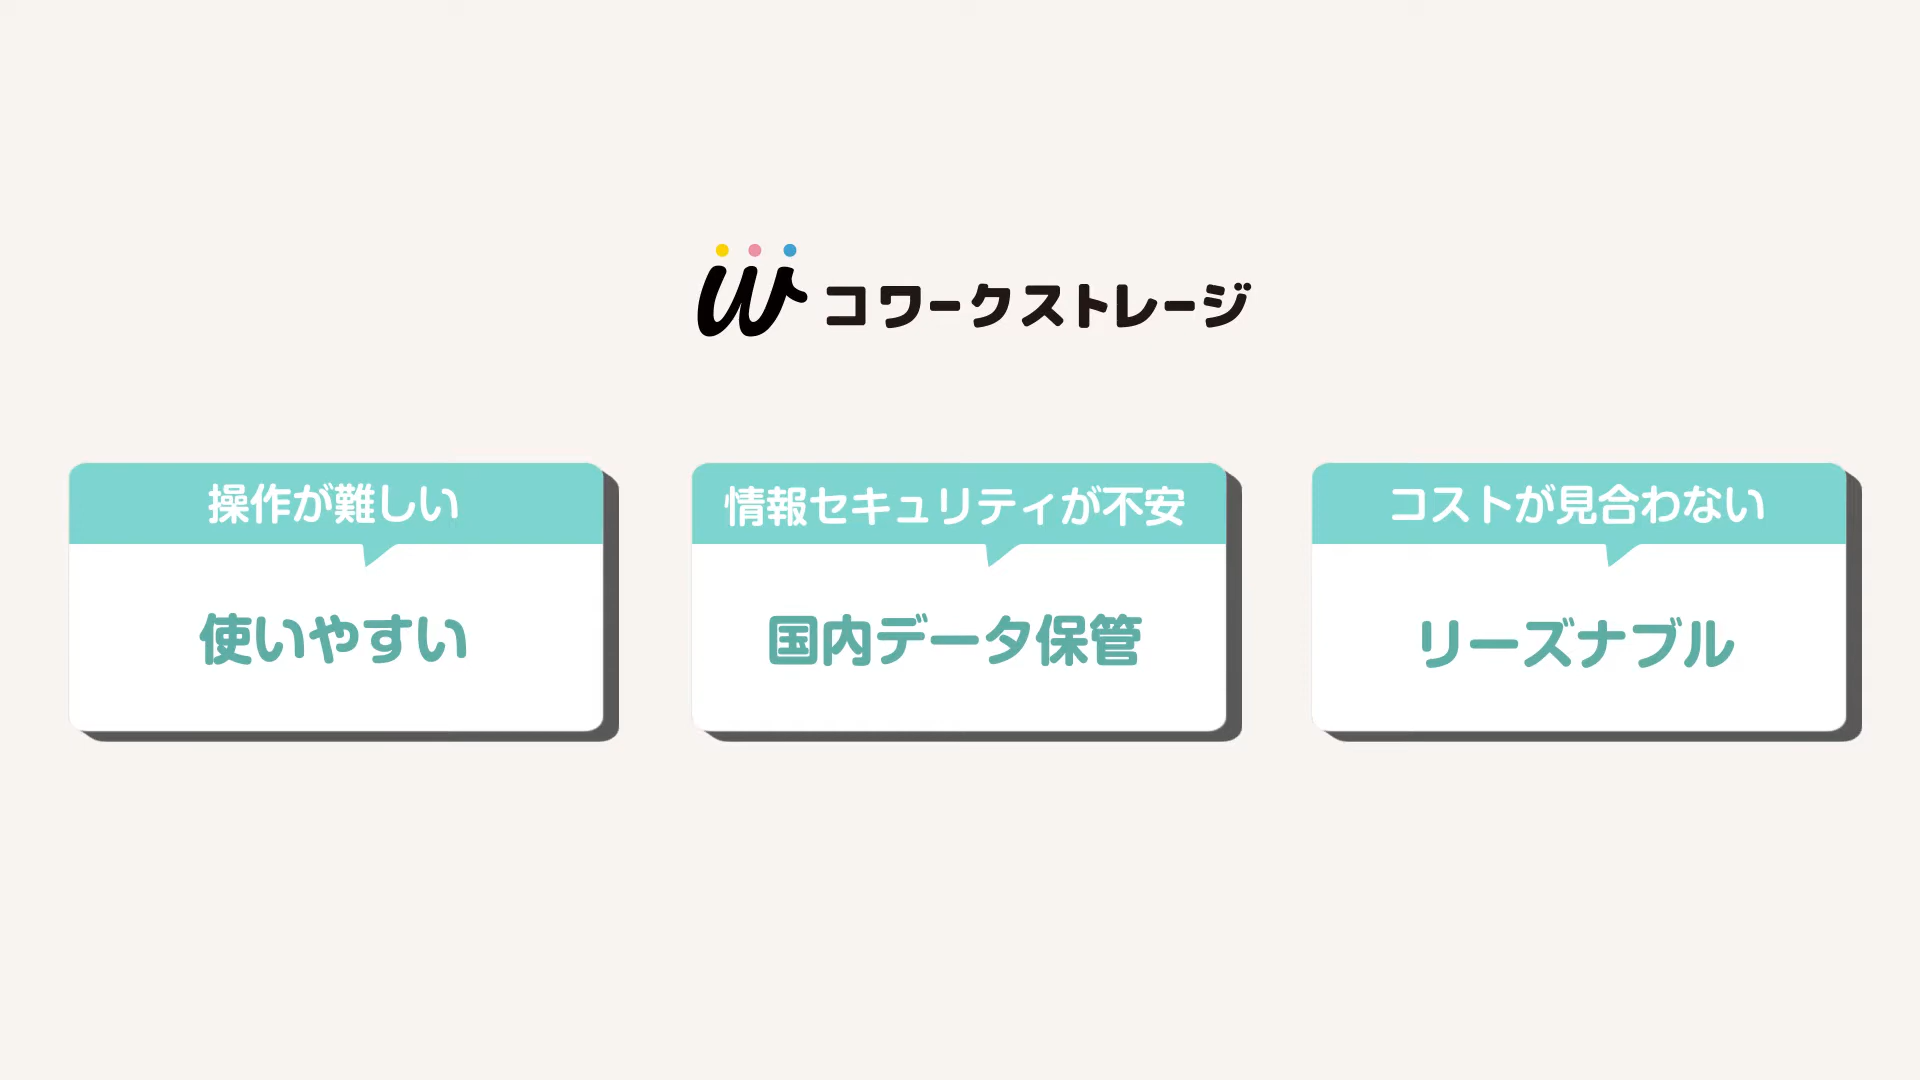 コワークストレージ
操作が難しい
使いやすい
情報セキュリティが不安
国内データ保管
コストが見合わない
リーズナブル